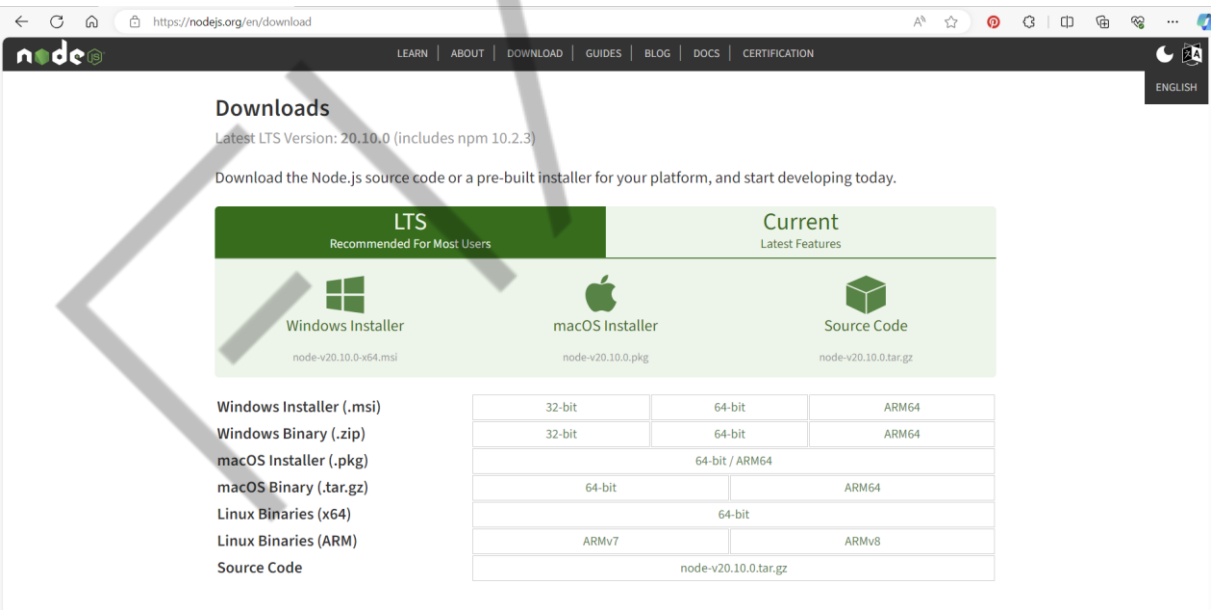 https://nodejs.org/en/download
node JS
LEARN | ABOUT | DOWNLOAD | GUIDES | BLOG | DOCS | CERTIFICATION
ENGLISH
Downloads
Latest LTS Version: 20.10.0 (includes npm 10.2.3)
Download the Node.js source code or a pre-built installer for your platform, and start developing today.
LTS
Recommended For Most Users
Current
Latest Features
Windows Installer
node-v20.10.0-x64.msi
macOS Installer
node-v20.10.0.pkg
Source Code
node-v20.10.0.tar.gz
Windows Installer (.msi) 32-bit 64-bit ARM64
Windows Binary (.zip) 32-bit 64-bit ARM64
macOS Installer (.pkg) 64-bit / ARM64
macOS Binary (.tar.gz) 64-bit ARM64
Linux Binaries (x64) 64-bit
Linux Binaries (ARM) ARMv7 ARMv8
Source Code node-v20.10.0.tar.gz